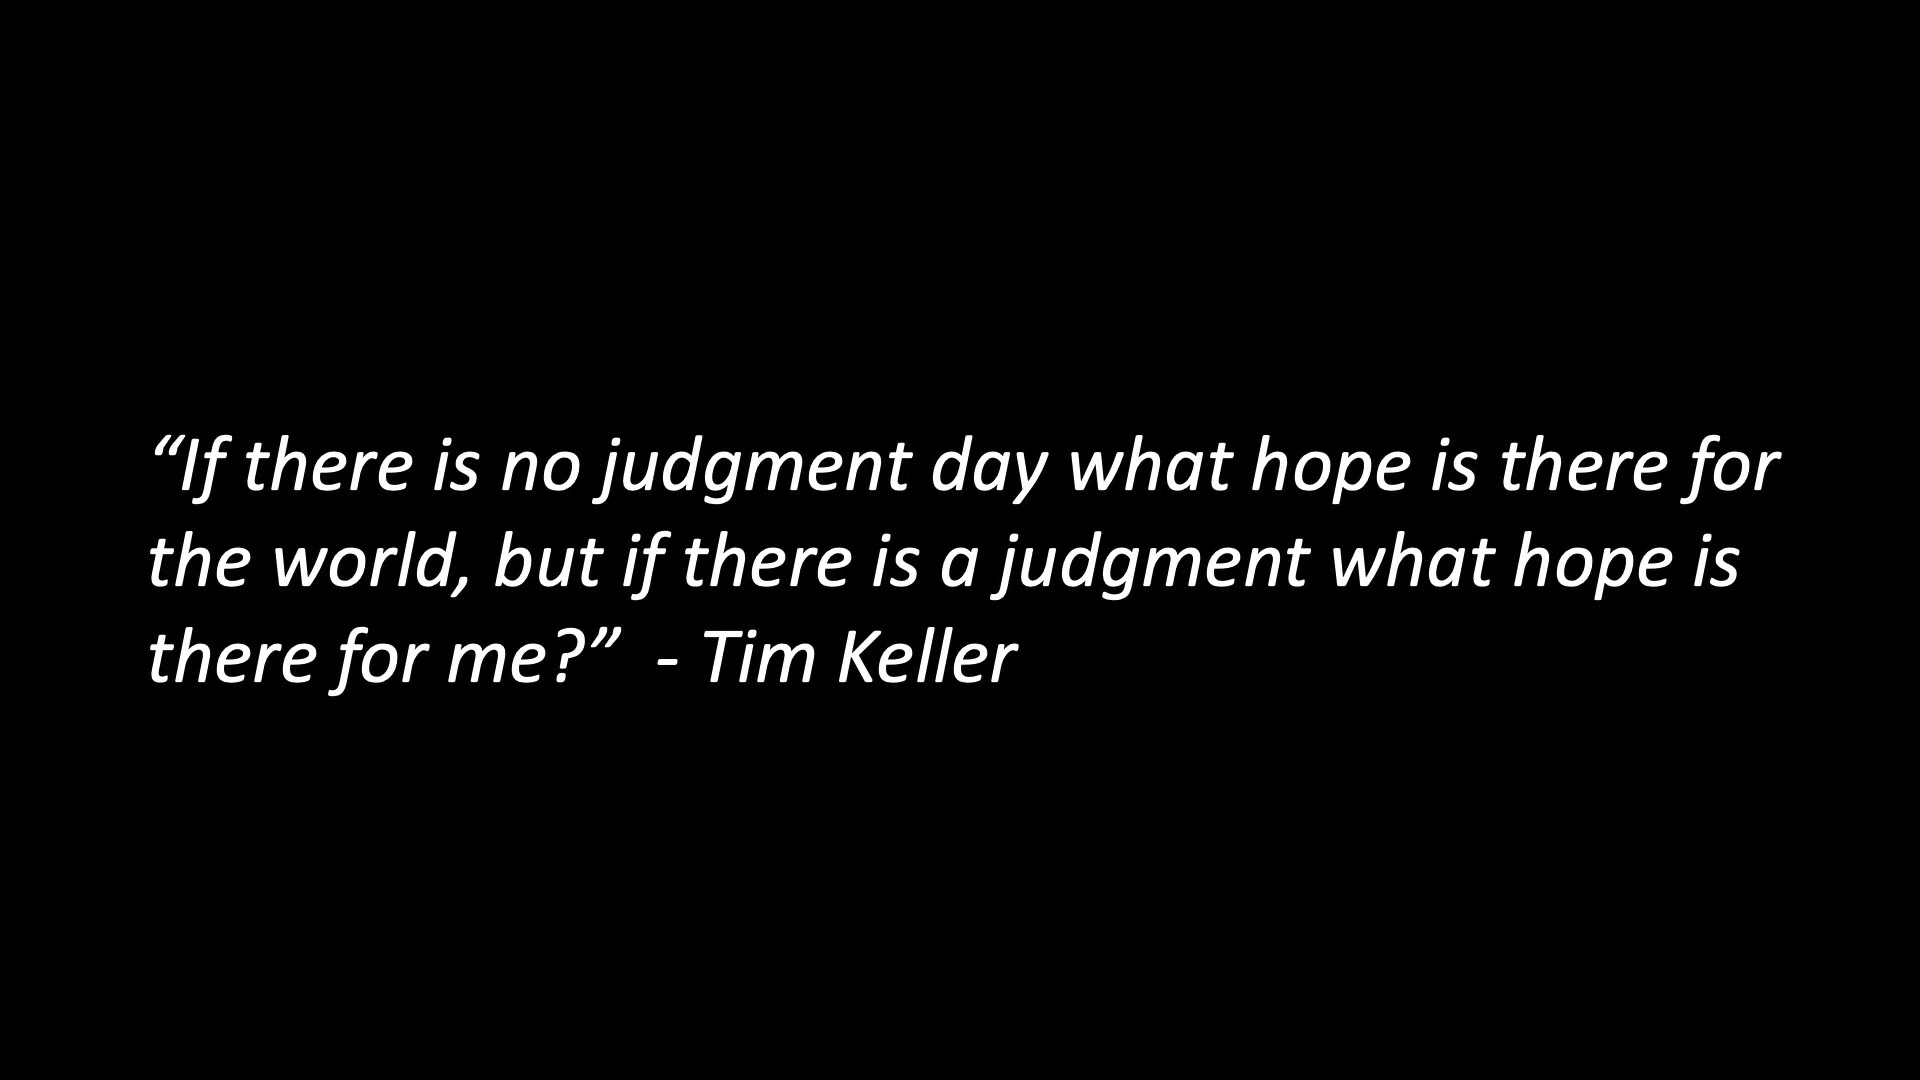 “If there is no judgment day what hope is there for
the world, but if there is a judgment what hope is
there for me?”  - Tim Keller